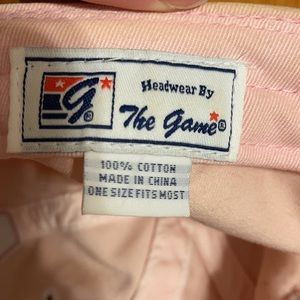 G®
Headwear By
The Game®
100% COTTON
MADE IN CHINA
ONE SIZE FITS MOST